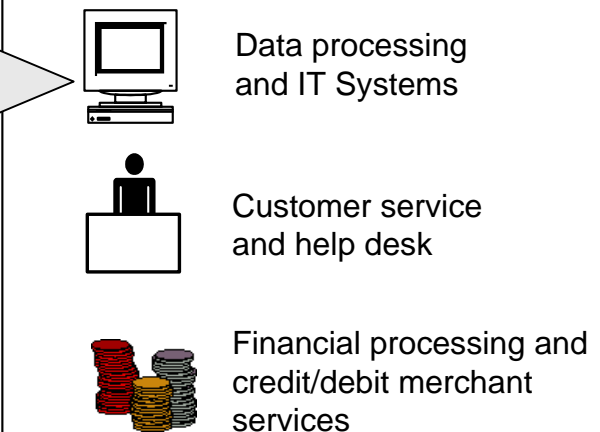 Data processing
and IT Systems
Customer service
and help desk
Financial processing and
credit/debit merchant
services